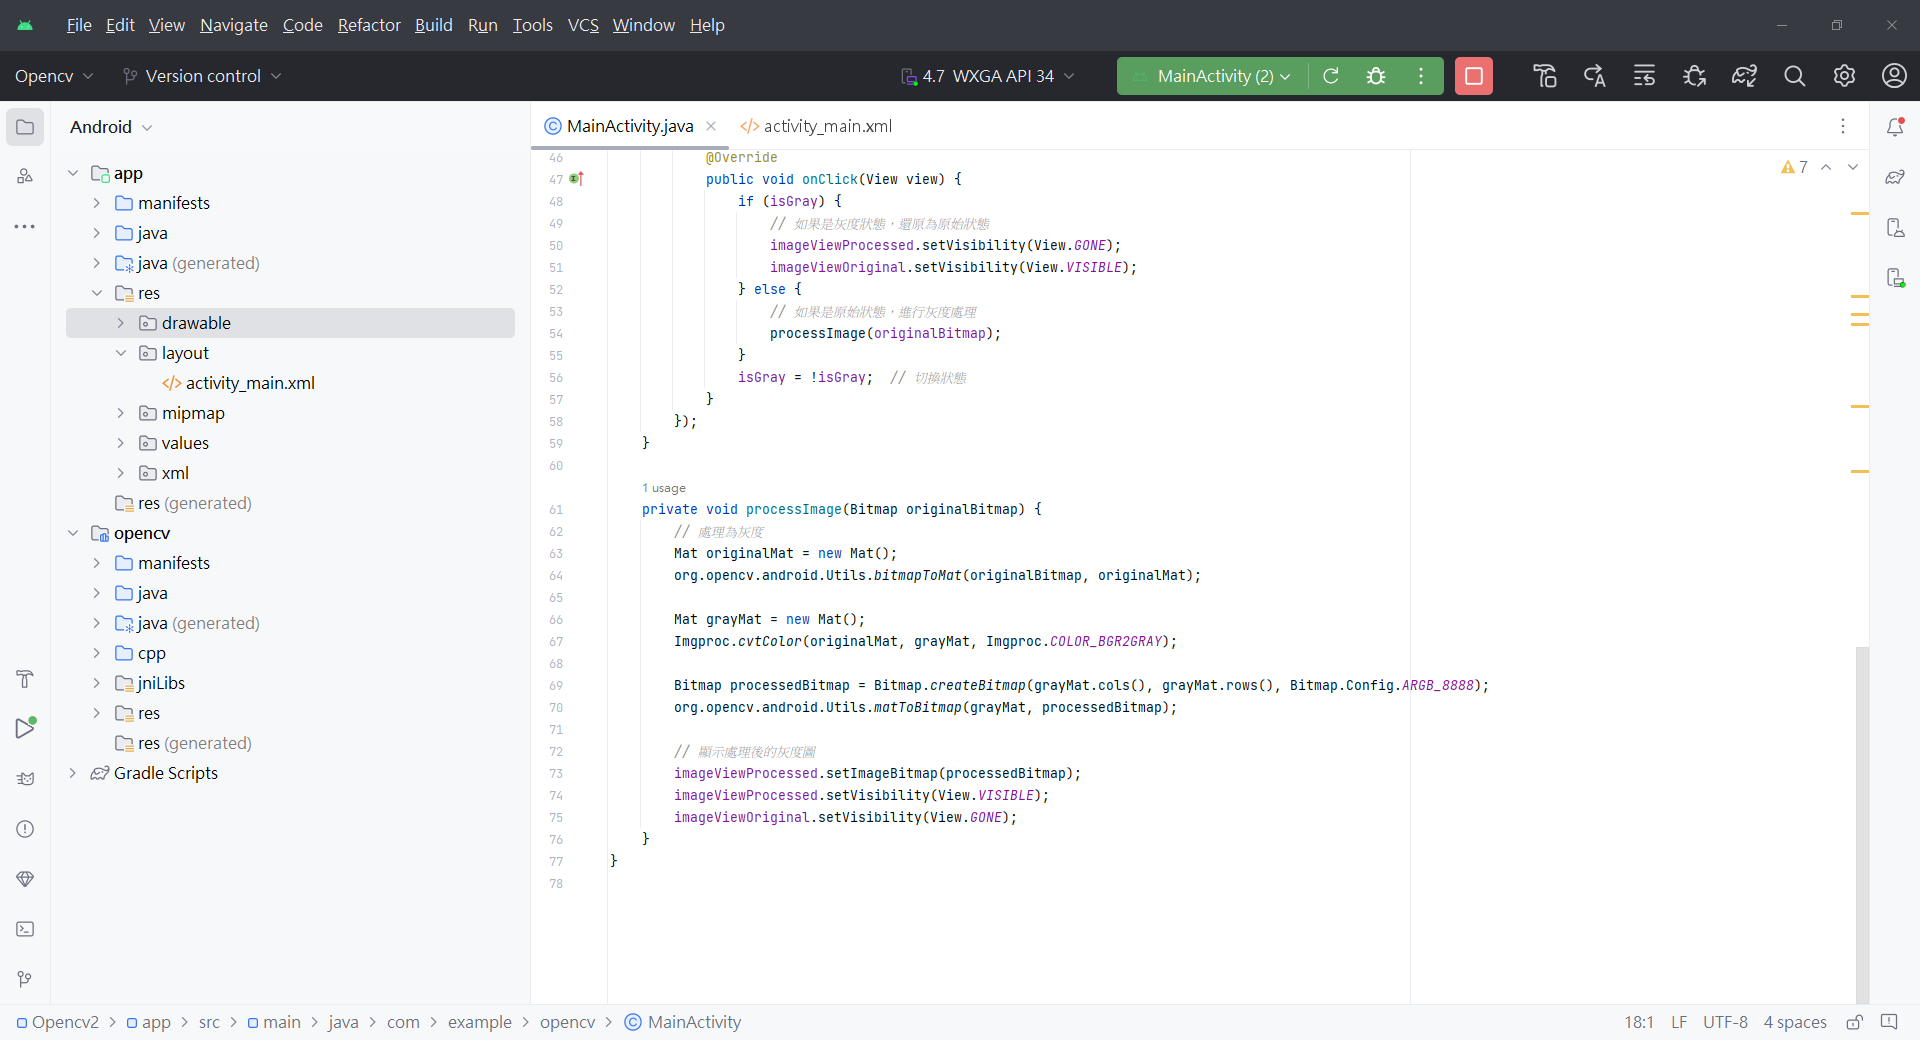 File Edit View Navigate Code Refactor Build Run Tools VCS Window Help
Opencv Version control 4.7 WXGA API 34 MainActivity (2)
Android
MainActivity.java activity_main.xml
app
manifests
java
java (generated)
res
drawable
layout
activity_main.xml
mipmap
values
xml
res (generated)
opencv
manifests
java
java (generated)
cpp
jniLibs
res
res (generated)
Gradle Scripts
7
46 @Override
47 public void onClick(View view) {
48 if (isGray) {
49 // 如果是灰度狀態，還原為原始狀態
50 imageViewProcessed.setVisibility(View.GONE);
51 imageViewOriginal.setVisibility(View.VISIBLE);
52 } else {
53 // 如果是原始狀態，進行灰度處理
54 processImage(originalBitmap);
55 }
56 isGray = !isGray; // 切換狀態
57 }
58 });
59 }
60
1 usage
61 private void processImage(Bitmap originalBitmap) {
62 // 處理為灰度
63 Mat originalMat = new Mat();
64 org.opencv.android.Utils.bitmapToMat(originalBitmap, originalMat);
65
66 Mat grayMat = new Mat();
67 Imgproc.cvtColor(originalMat, grayMat, Imgproc.COLOR_BGR2GRAY);
68
69 Bitmap processedBitmap = Bitmap.createBitmap(grayMat.cols(), grayMat.rows(), Bitmap.Config.ARGB_8888);
70 org.opencv.android.Utils.matToBitmap(grayMat, processedBitmap);
71
72 // 顯示處理後的灰度圖
73 imageViewProcessed.setImageBitmap(processedBitmap);
74 imageViewProcessed.setVisibility(View.VISIBLE);
75 imageViewOriginal.setVisibility(View.GONE);
76 }
77 }
78
Opencv2 > app > src > main > java > com > example > opencv > MainActivity
18:1 LF UTF-8 4 spaces